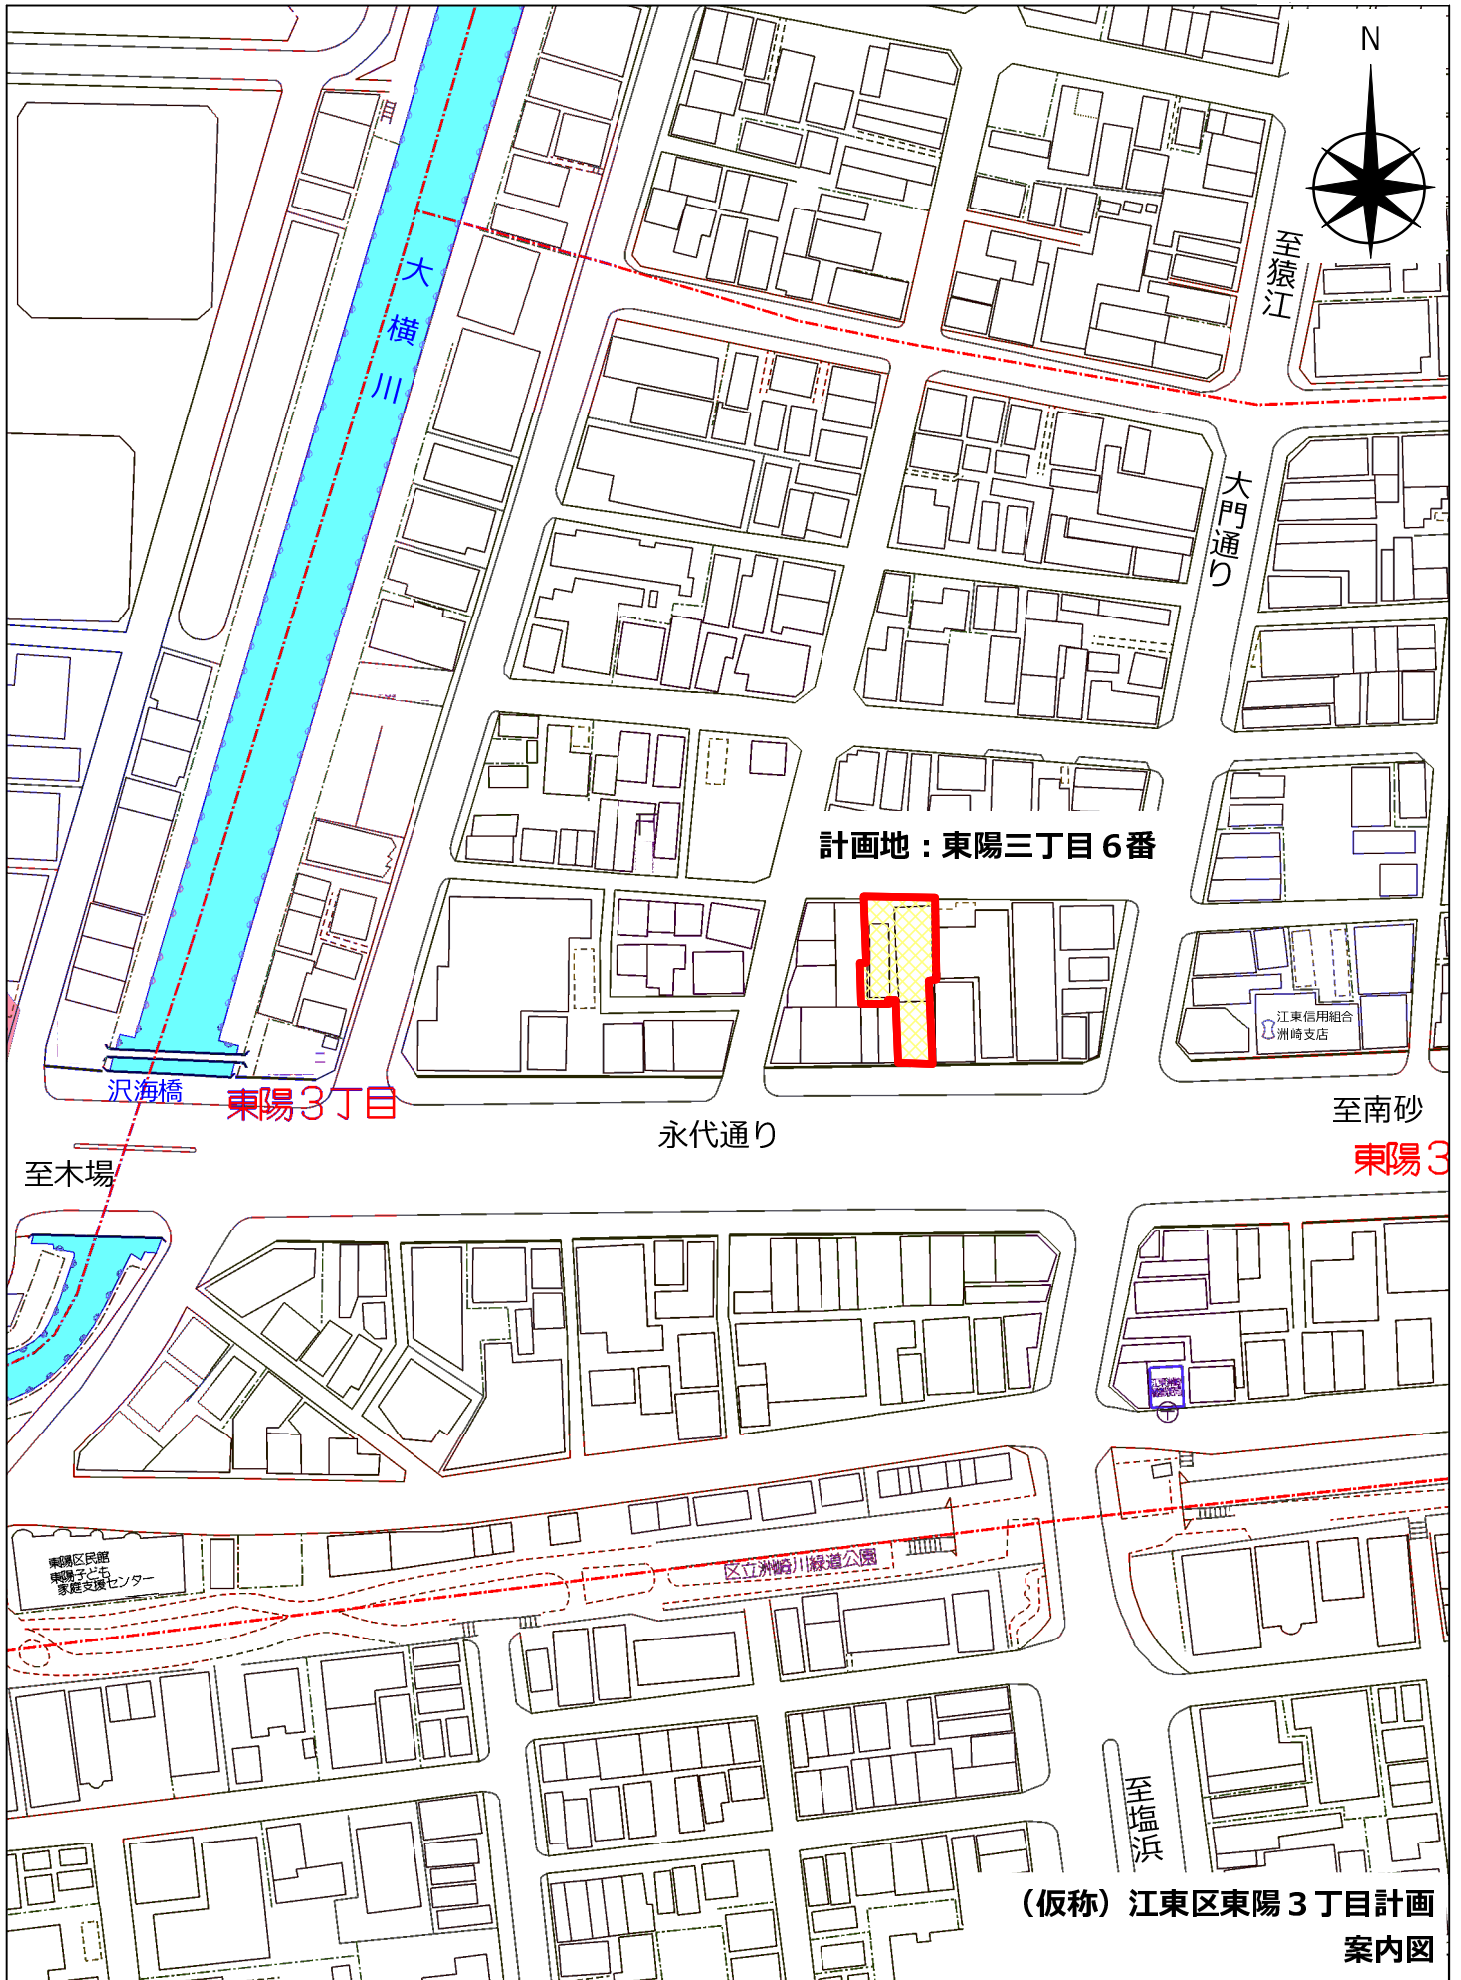 N
至猿江
大横川
大門通り
計画地：東陽三丁目６番
江東信用組合
洲崎支店
沢海橋
東陽３丁目
至南砂
永代通り
東陽３
至木場
区立洲崎川緑道公園
東陽区民館
東陽子ども
家庭支援センター
至塩浜
（仮称）江東区東陽３丁目計画
案内図